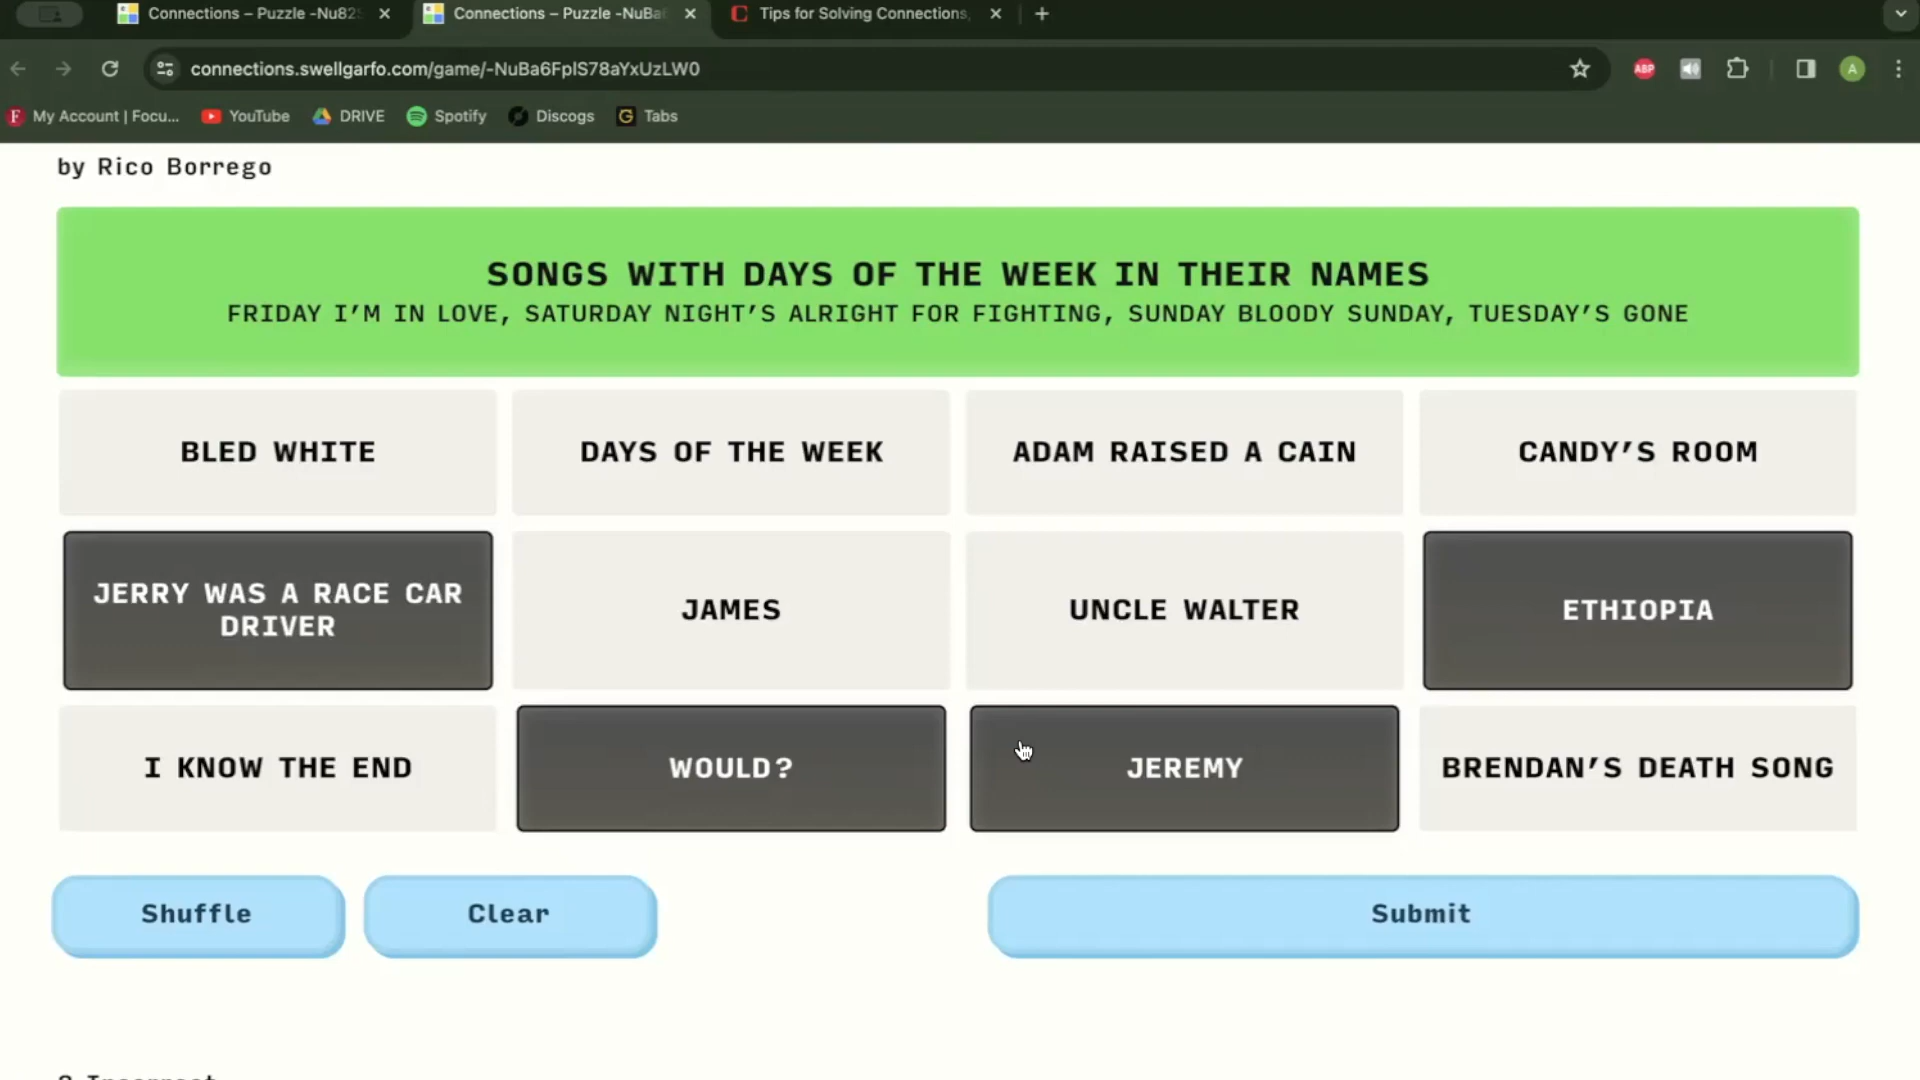 Connections – Puzzle -Nu82
Connections – Puzzle -NuBa6
Tips for Solving Connections,
connections.swellgarfo.com/game/-NuBa6FplS78aYxUzLW0
ABP
A
My Account | Focu...
YouTube
DRIVE
Spotify
Discogs
Tabs
by Rico Borrego
SONGS WITH DAYS OF THE WEEK IN THEIR NAMES
FRIDAY I'M IN LOVE, SATURDAY NIGHT'S ALRIGHT FOR FIGHTING, SUNDAY BLOODY SUNDAY, TUESDAY'S GONE
BLED WHITE
DAYS OF THE WEEK
ADAM RAISED A CAIN
CANDY'S ROOM
JERRY WAS A RACE CAR
DRIVER
JAMES
UNCLE WALTER
ETHIOPIA
I KNOW THE END
WOULD?
JEREMY
BRENDAN'S DEATH SONG
Shuffle
Clear
Submit
Incorrect